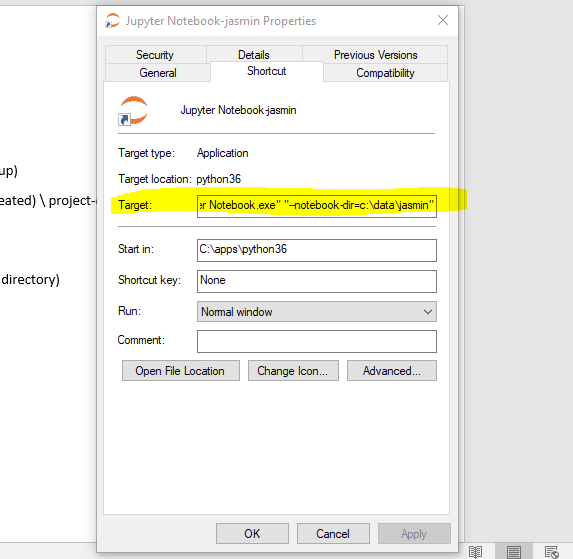 Jupyter Notebook-jasmin Properties
Security Details Previous Versions
General Shortcut Compatibility
Jupyter Notebook-jasmin
up)
Target type: Application
Target location: python36
eated) \ project-
Target: er Notebook.exe" "--notebook-dir=c:\data\jasmin"
Start in: C:\apps\python36
directory)
Shortcut key: None
Run: Normal window
Comment:
Open File Location Change Icon... Advanced...
OK Cancel Apply